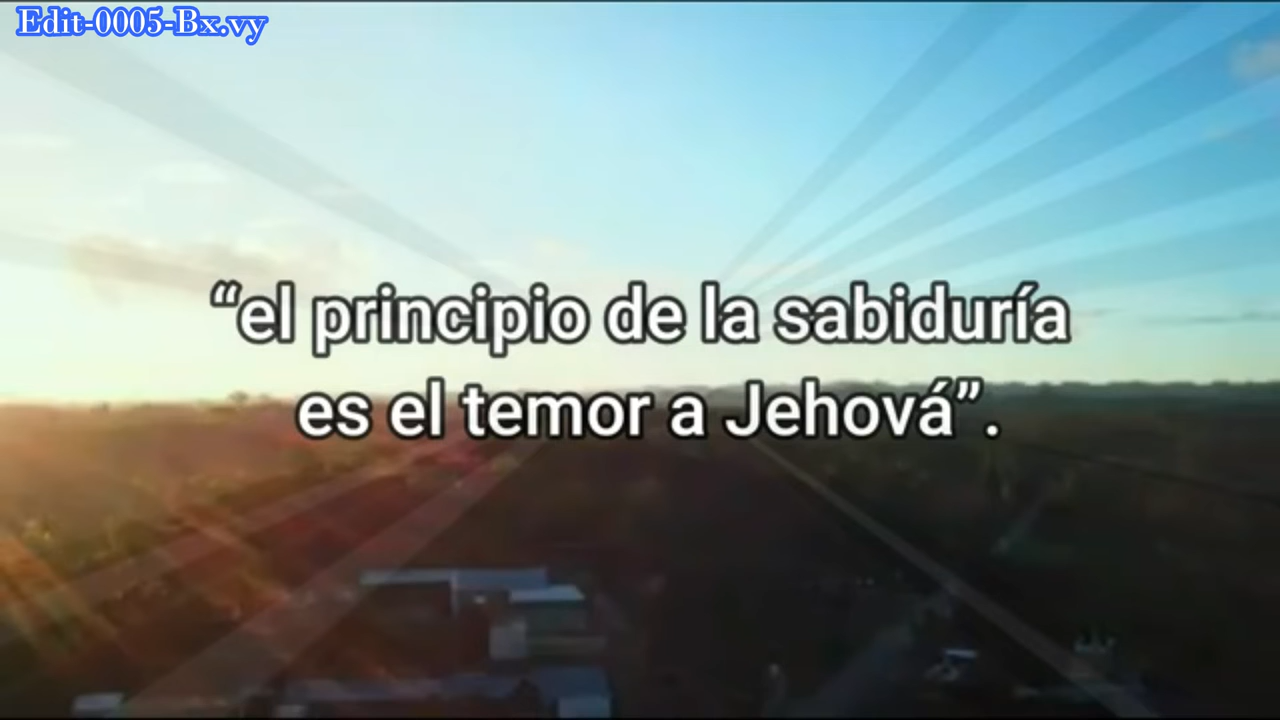 Edit-0005-Bx.vy
“el principio de la sabiduría
es el temor a Jehová”.